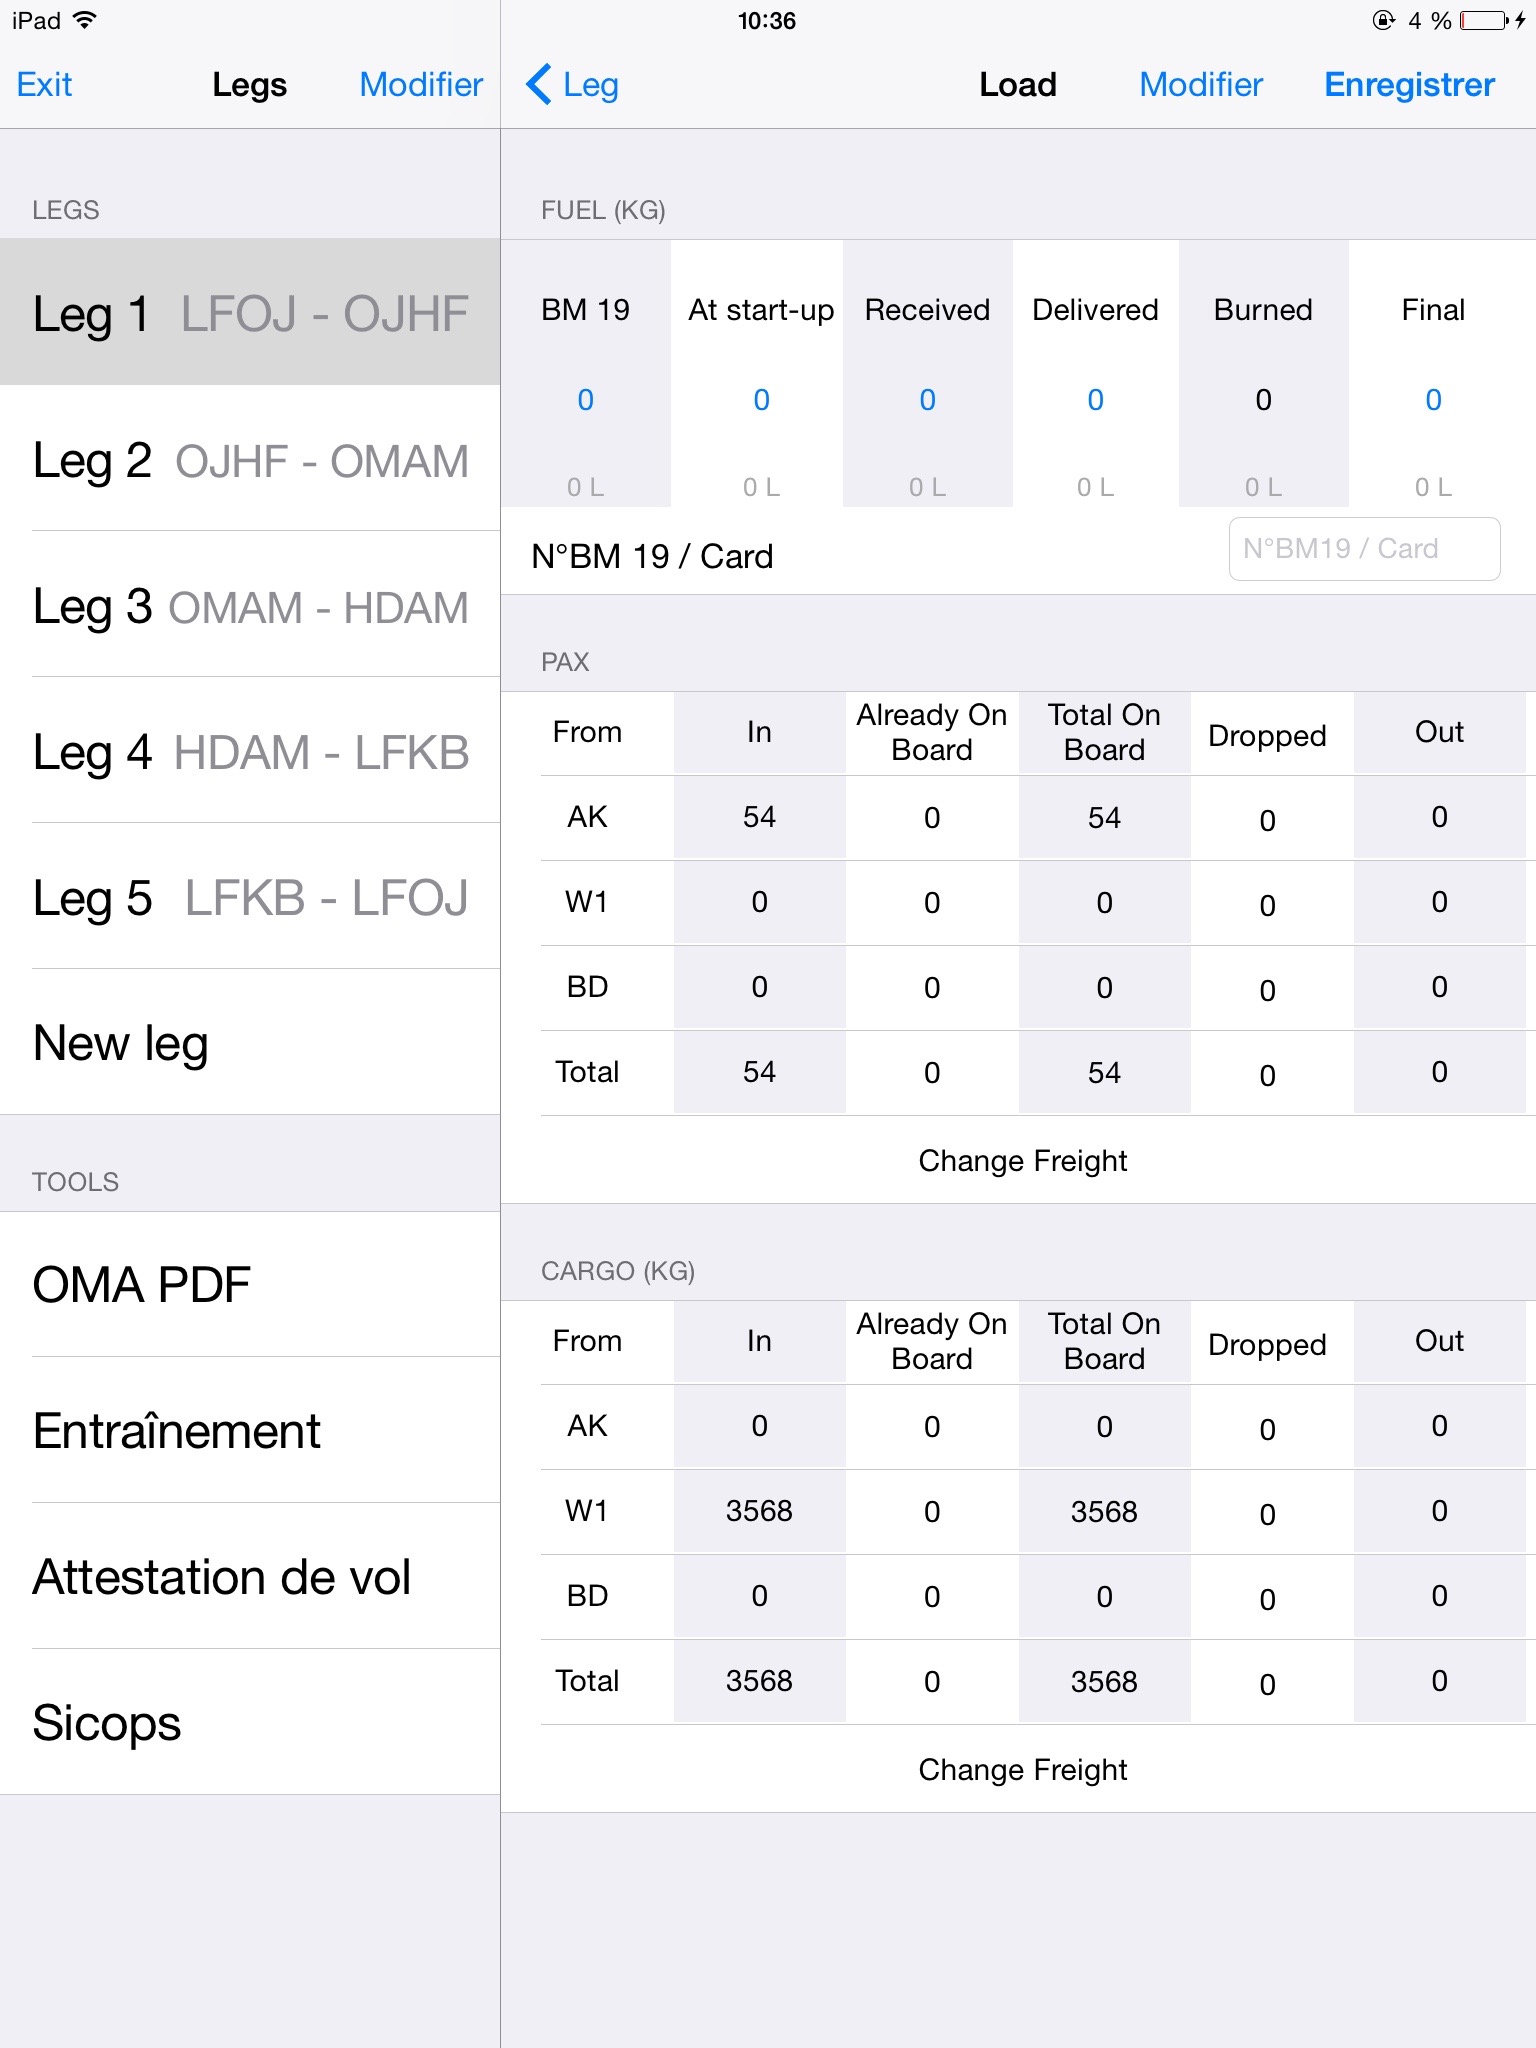 iPad
10:36
4 %
Exit
Legs
Modifier
LEGS
Leg 1 LFOJ - OJHF
Leg 2 OJHF - OMAM
Leg 3 OMAM - HDAM
Leg 4 HDAM - LFKB
Leg 5 LFKB - LFOJ
New leg
TOOLS
OMA PDF
Entraînement
Attestation de vol
Sicops
Leg
Load
Modifier
Enregistrer
FUEL (KG)
BM 19 At start-up Received Delivered Burned Final
0 0 0 0 0 0
0 L 0 L 0 L 0 L 0 L 0 L
N°BM 19 / Card
N°BM19 / Card
PAX
From In Already On Board Total On Board Dropped Out
AK 54 0 54 0 0
W1 0 0 0 0 0
BD 0 0 0 0 0
Total 54 0 54 0 0
Change Freight
CARGO (KG)
From In Already On Board Total On Board Dropped Out
AK 0 0 0 0 0
W1 3568 0 3568 0 0
BD 0 0 0 0 0
Total 3568 0 3568 0 0
Change Freight